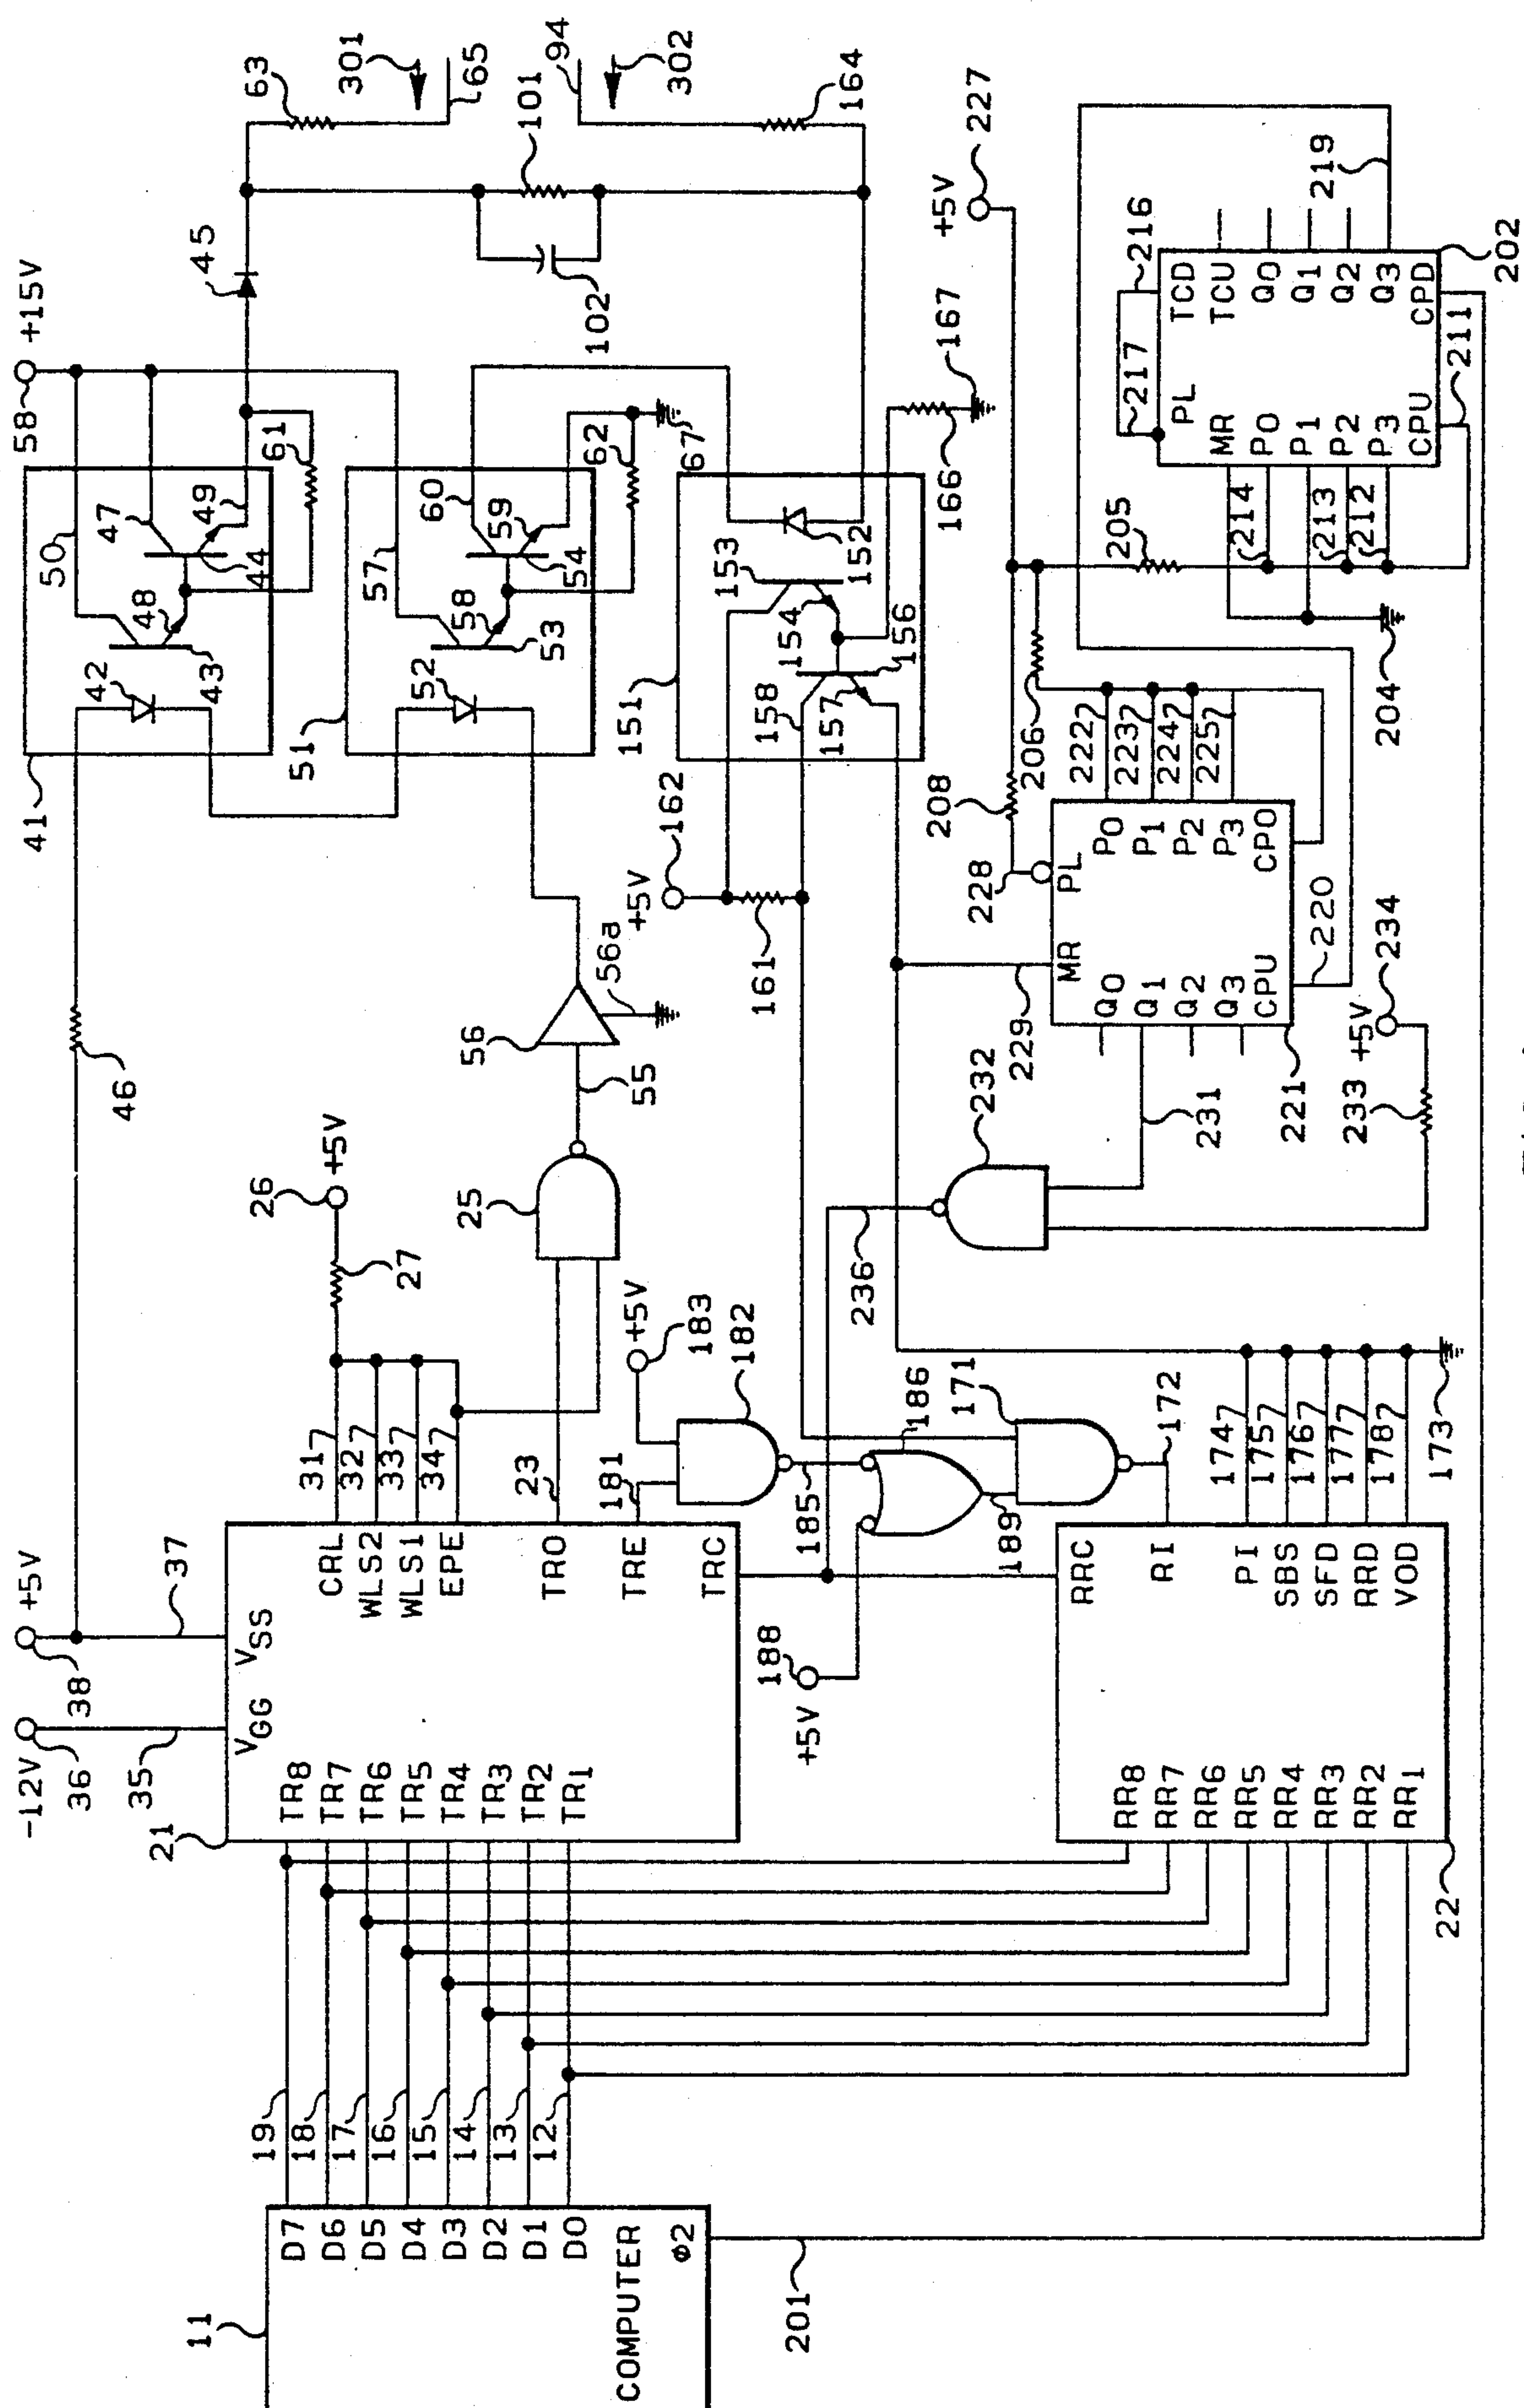 11
COMPUTER
D7
D6
D5
D4
D3
D2
D1
D0
Φ2
201
19
18
17
16
15
14
13
12
-12V
36
35
+5V
38
37
21
VGG
VSS
TR8
TR7
TR6
TR5
TR4
TR3
TR2
TR1
CRL
WLS2
WLS1
EPE
TRO
TRE
TRC
31
32
33
34
23
181
27
26
+5V
46
25
55
56
56a
+5V
183
182
185
186
188
+5V
189
171
172
22
RR8
RR7
RR6
RR5
RR4
RR3
RR2
RR1
RRC
RI
PI
SBS
SFD
RRD
VOD
174
175
176
177
178
173
41
42
43
48
50
47
49
44
61
58
+15V
45
51
52
53
58
57
60
59
54
62
67
151
153
154
152
158
157
156
162
+5V
161
166
167
63
301
65
101
102
94
302
164
+5V
227
208
228
206
205
222
223
224
225
229
221
MR
PL
Q0
Q1
Q2
Q3
CPU
P0
P1
P2
P3
CPO
220
231
232
236
233
+5V
234
204
214
213
212
211
217
216
219
202
PL
MR
P0
P1
P2
P3
CPU
TCD
TCU
Q0
Q1
Q2
Q3
CPD